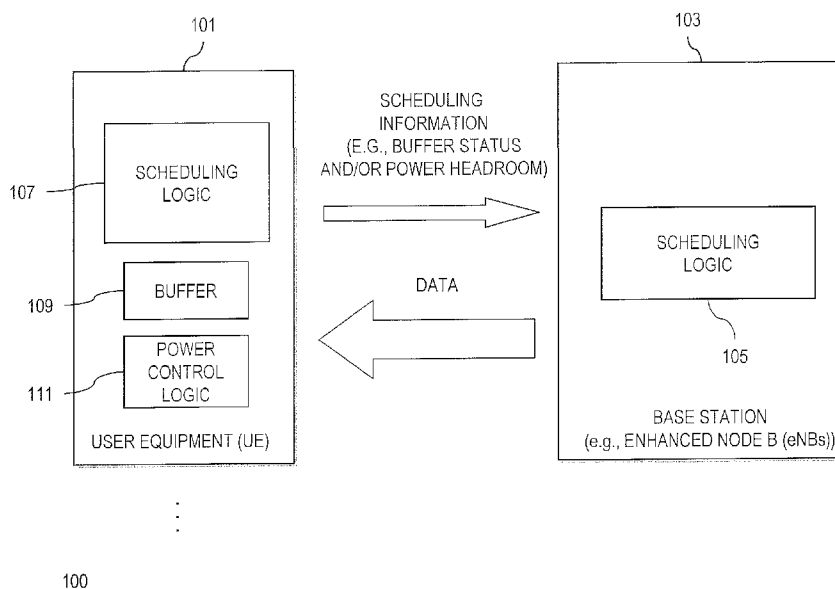 101
103
SCHEDULING
INFORMATION
(E.G., BUFFER STATUS
AND/OR POWER HEADROOM)
SCHEDULING
LOGIC
107
SCHEDULING
LOGIC
BUFFER
109
DATA
105
POWER
CONTROL
LOGIC
111
USER EQUIPMENT (UE)
BASE STATION
(e.g., ENHANCED NODE B (eNBs))
100